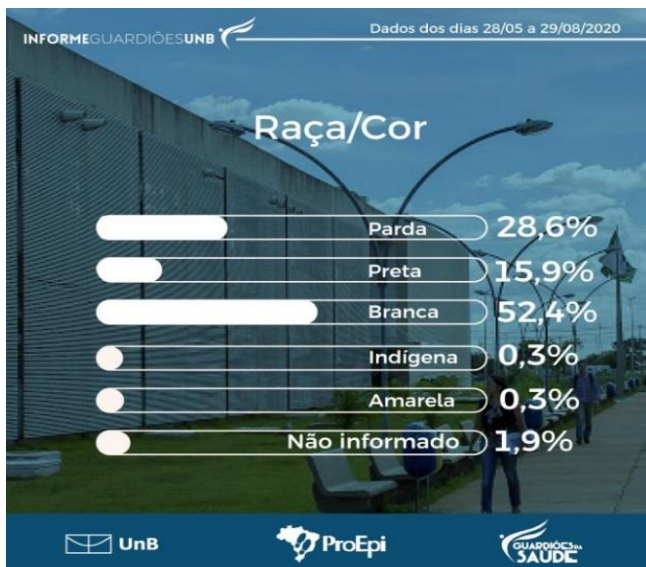 INFORMEGUARDIÕESUNB
Dados dos dias 28/05 a 29/08/2020
Raça/Cor
Parda 28,6%
Preta 15,9%
Branca 52,4%
Indígena 0,3%
Amarela 0,3%
Não informado 1,9%
UnB
ProEpi
GUARDIÕES DA
SAÚDE